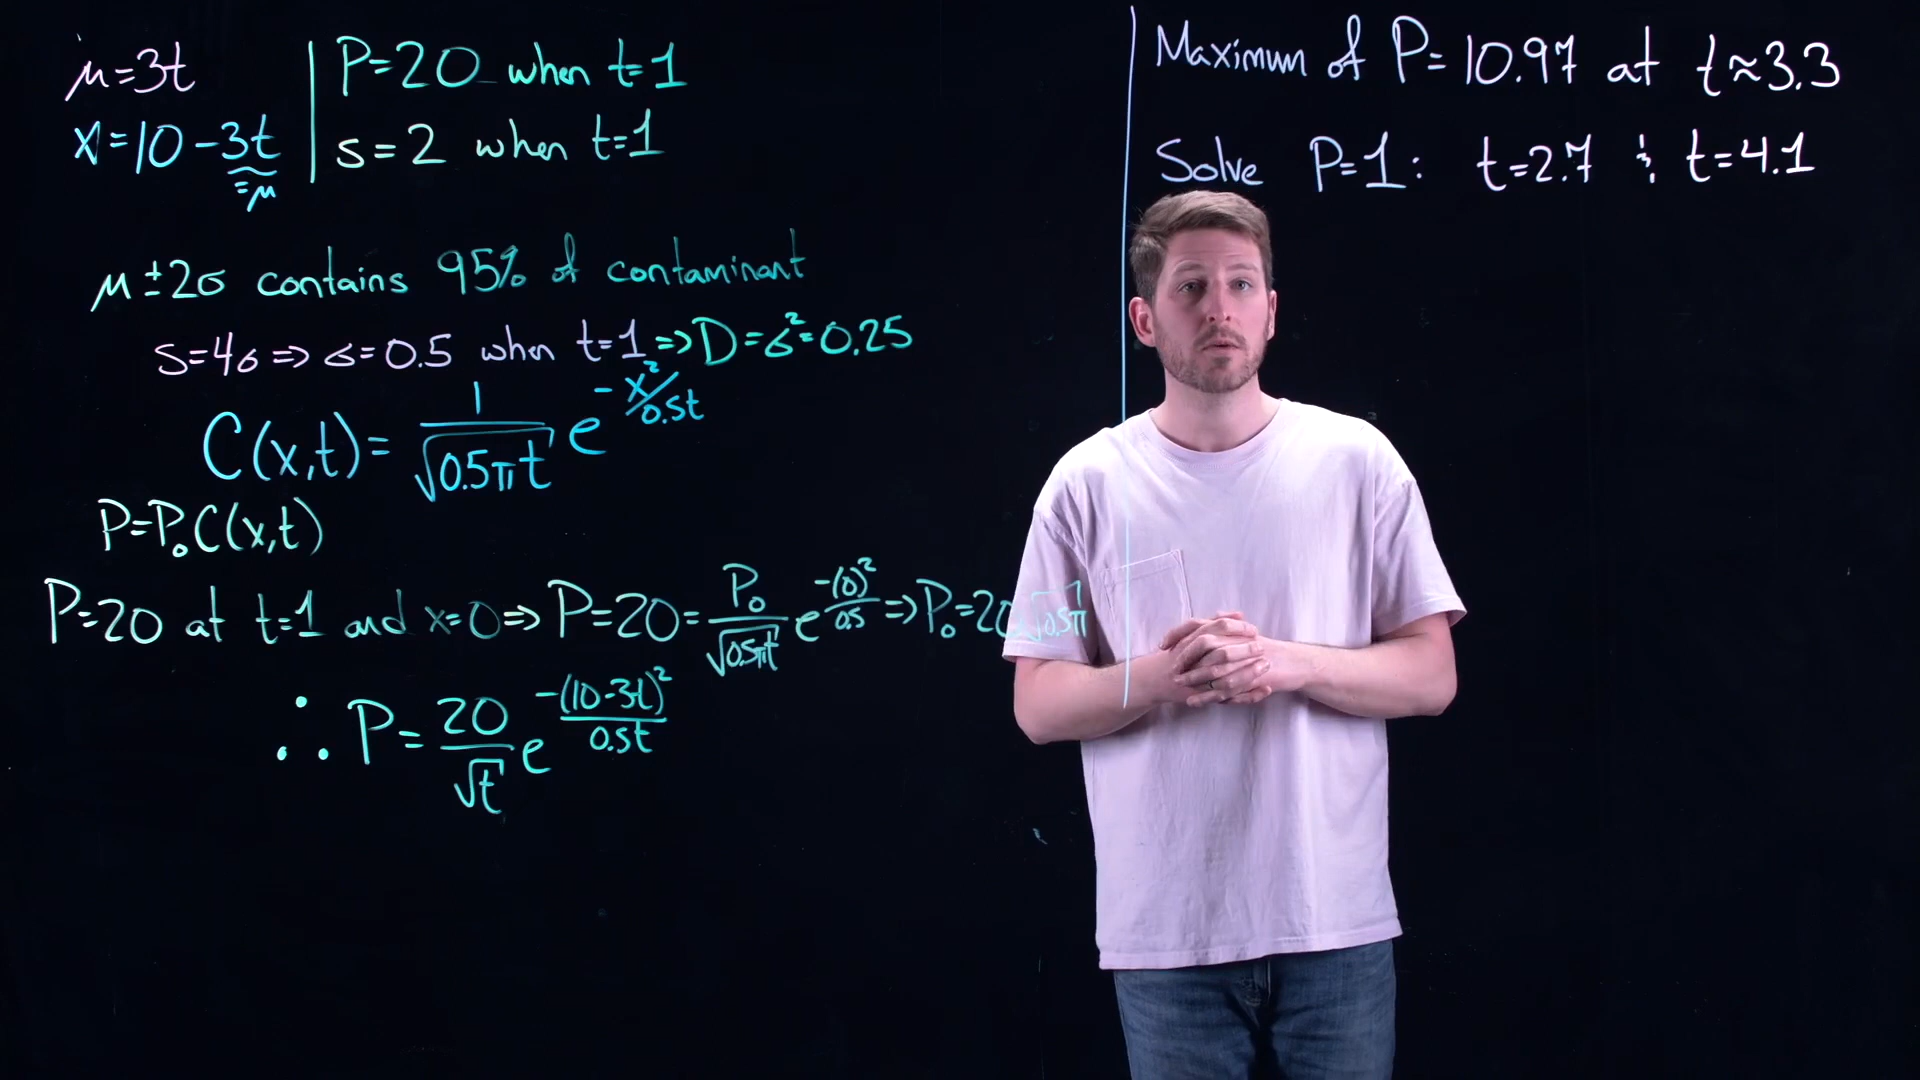 μ=3t
x=10-3t
=μ
P=20 when t=1
s=2 when t=1
μ±2σ contains 95% of contaminant
s=4σ⇒σ=0.5 when t=1⇒D=σ²=0.25
C(x,t)=1/√(0.5πt) e^(-x²/0.5t)
P=P₀C(x,t)
P=20 at t=1 and x=0⇒P=20=P₀/√(0.5πt) e^(-(0)²/0.5)⇒P₀=20√(0.5π)
∴ P=20/√t e^(-(10-3t)²/0.5t)
Maximum of P=10.97 at t≈3.3
Solve P=1: t=2.7 & t=4.1